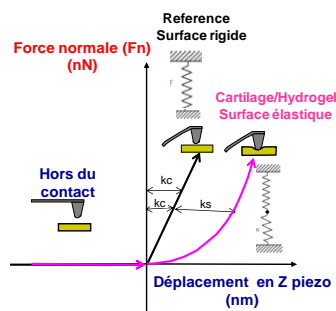 Reference
Surface rigide
Force normale (Fn)
(nN)
F
Cartilage/Hydrogel
Surface élastique
Hors du
contact
kc
kc
ks
Déplacement en Z piezo
(nm)